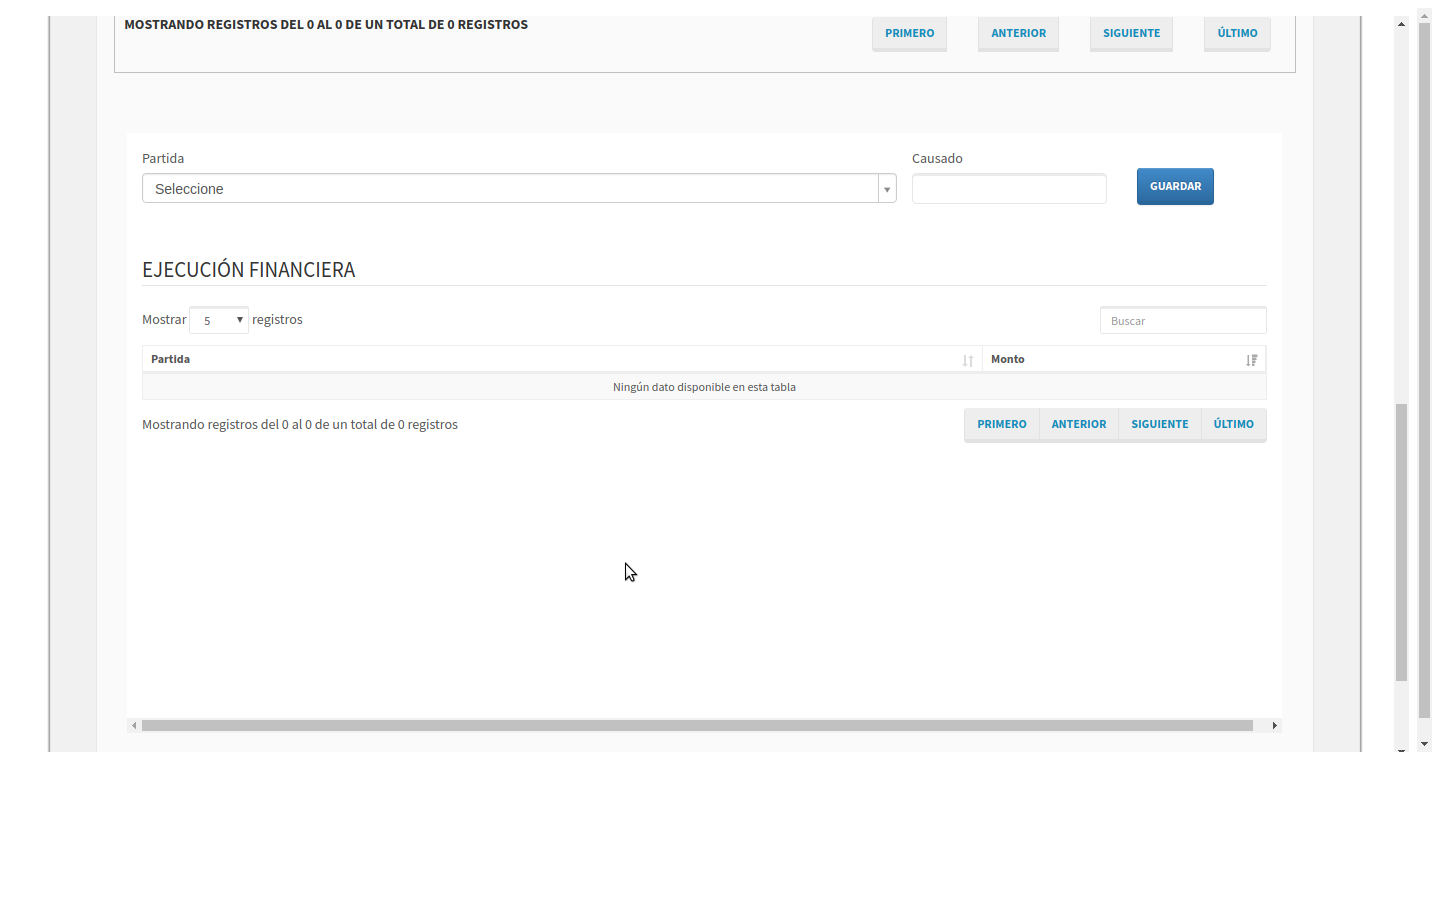 MOSTRANDO REGISTROS DEL 0 AL 0 DE UN TOTAL DE 0 REGISTROS
PRIMERO ANTERIOR SIGUIENTE ÚLTIMO
Partida Causado
Seleccione GUARDAR
EJECUCIÓN FINANCIERA
Mostrar 5 registros Buscar
Partida Monto
Ningún dato disponible en esta tabla
Mostrando registros del 0 al 0 de un total de 0 registros PRIMERO ANTERIOR SIGUIENTE ÚLTIMO